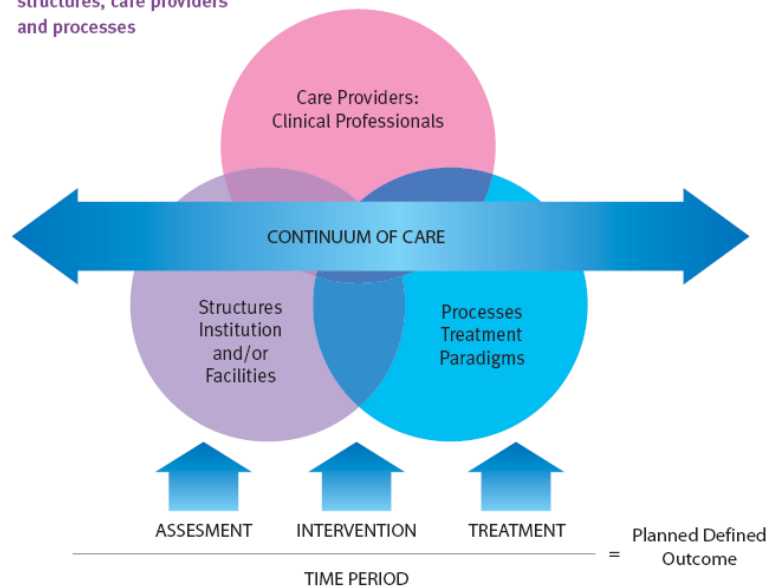 structures, care providers
and processes
Care Providers:
Clinical Professionals
CONTINUUM OF CARE
Structures
Institution
and/or
Facilities
Processes
Treatment
Paradigms
ASSESMENT
INTERVENTION
TREATMENT
TIME PERIOD
=
Planned Defined
Outcome